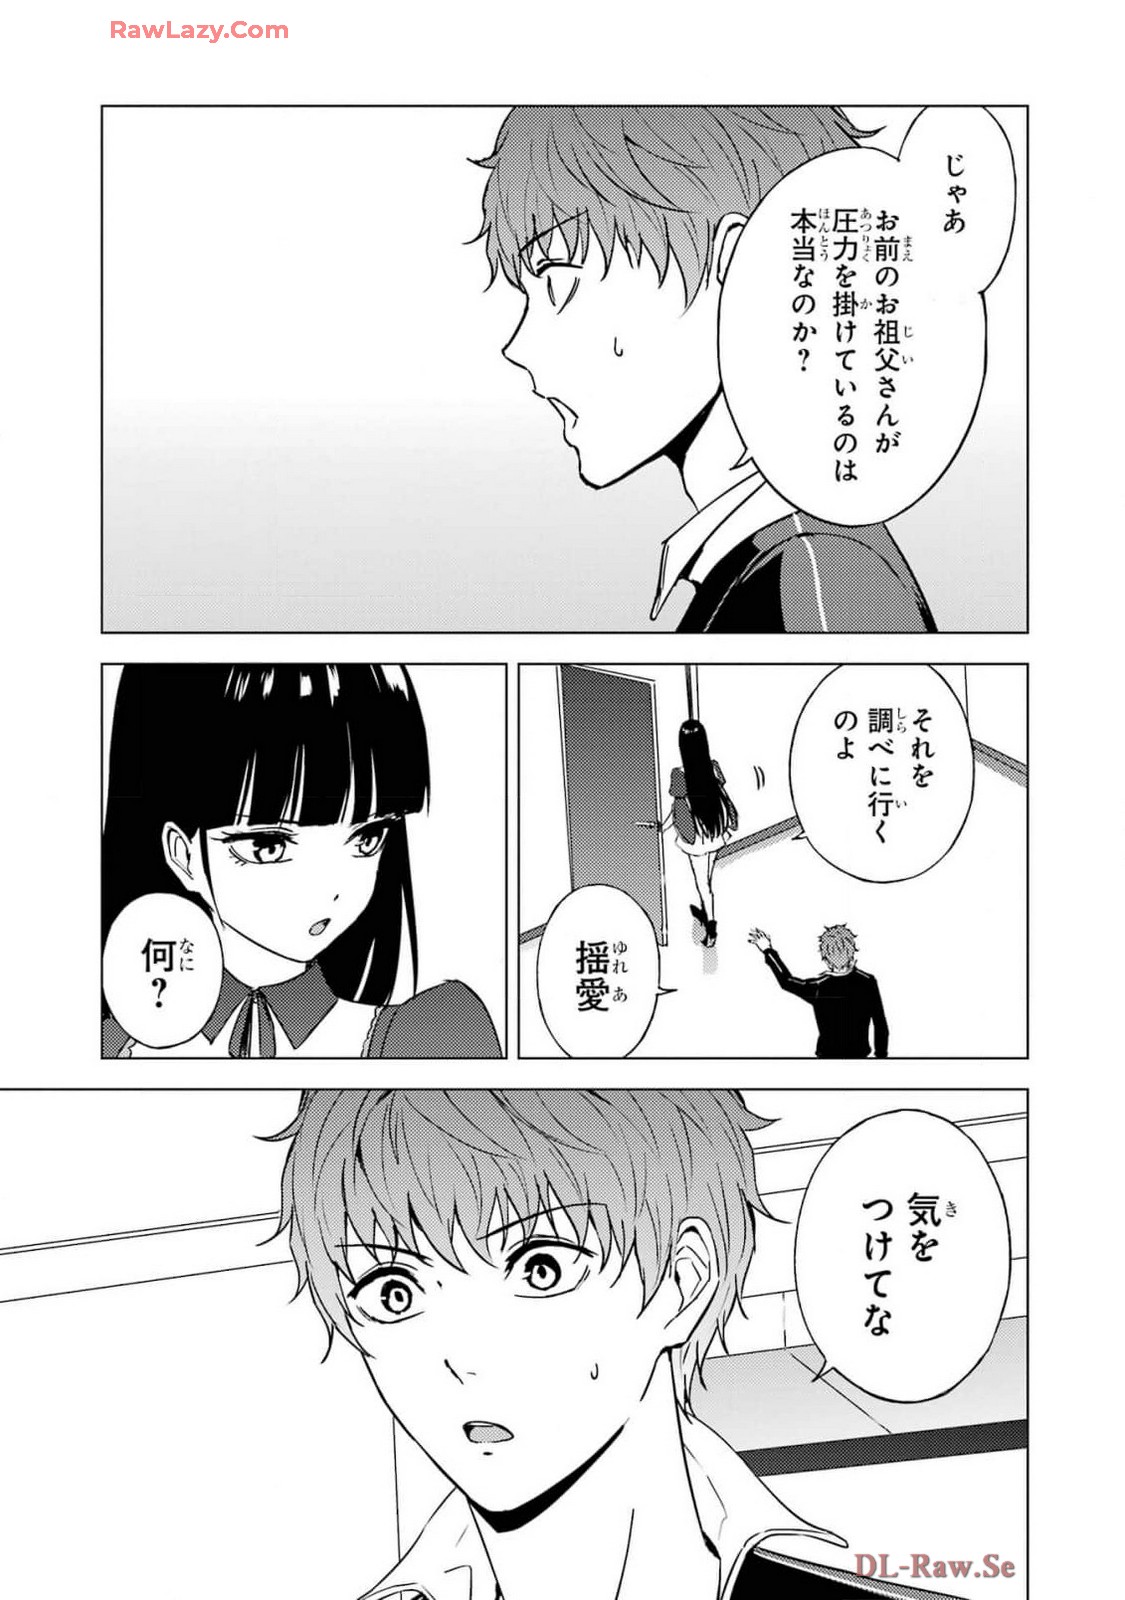 RawLazy.Com
じゃあ
お前のお祖父さんが
圧力を掛けているのは
本当なのか?
それを
調べに行く
のよ
揺愛
何?
気を
つけてな
DL-Raw.Se